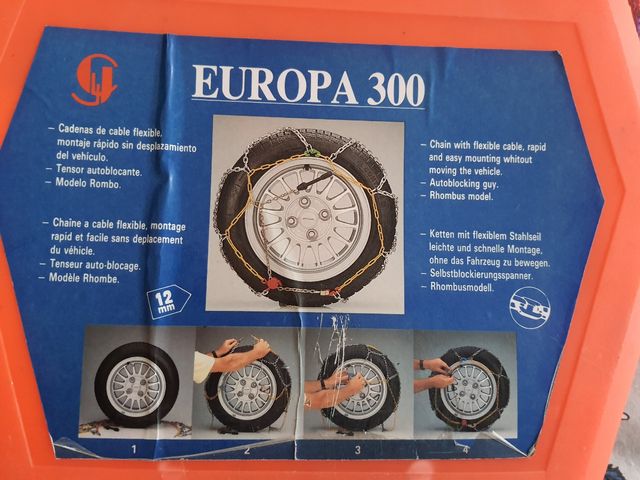 EUROPA 300
- Cadenas de cable flexible,
montaje rápido sin desplazamiento
del vehículo.
- Tensor autoblocante.
- Modelo Rombo.
- Chaîne a cable flexible, montage
rapid et facile sans deplacement
du véhicule.
- Tenseur auto-blocage.
- Modèle Rhombe.
12
mm
- Chain with flexible cable, rapid
and easy mounting whitout
moving the vehicle.
- Autoblocking guy.
- Rhombus model.
- Ketten mit flexiblem Stahlseil
leichte und schnelle Montage,
ohne das Fahrzeug zu bewegen.
- Selbstblockierungsspanner.
- Rhombusmodell.
1
2
3
4